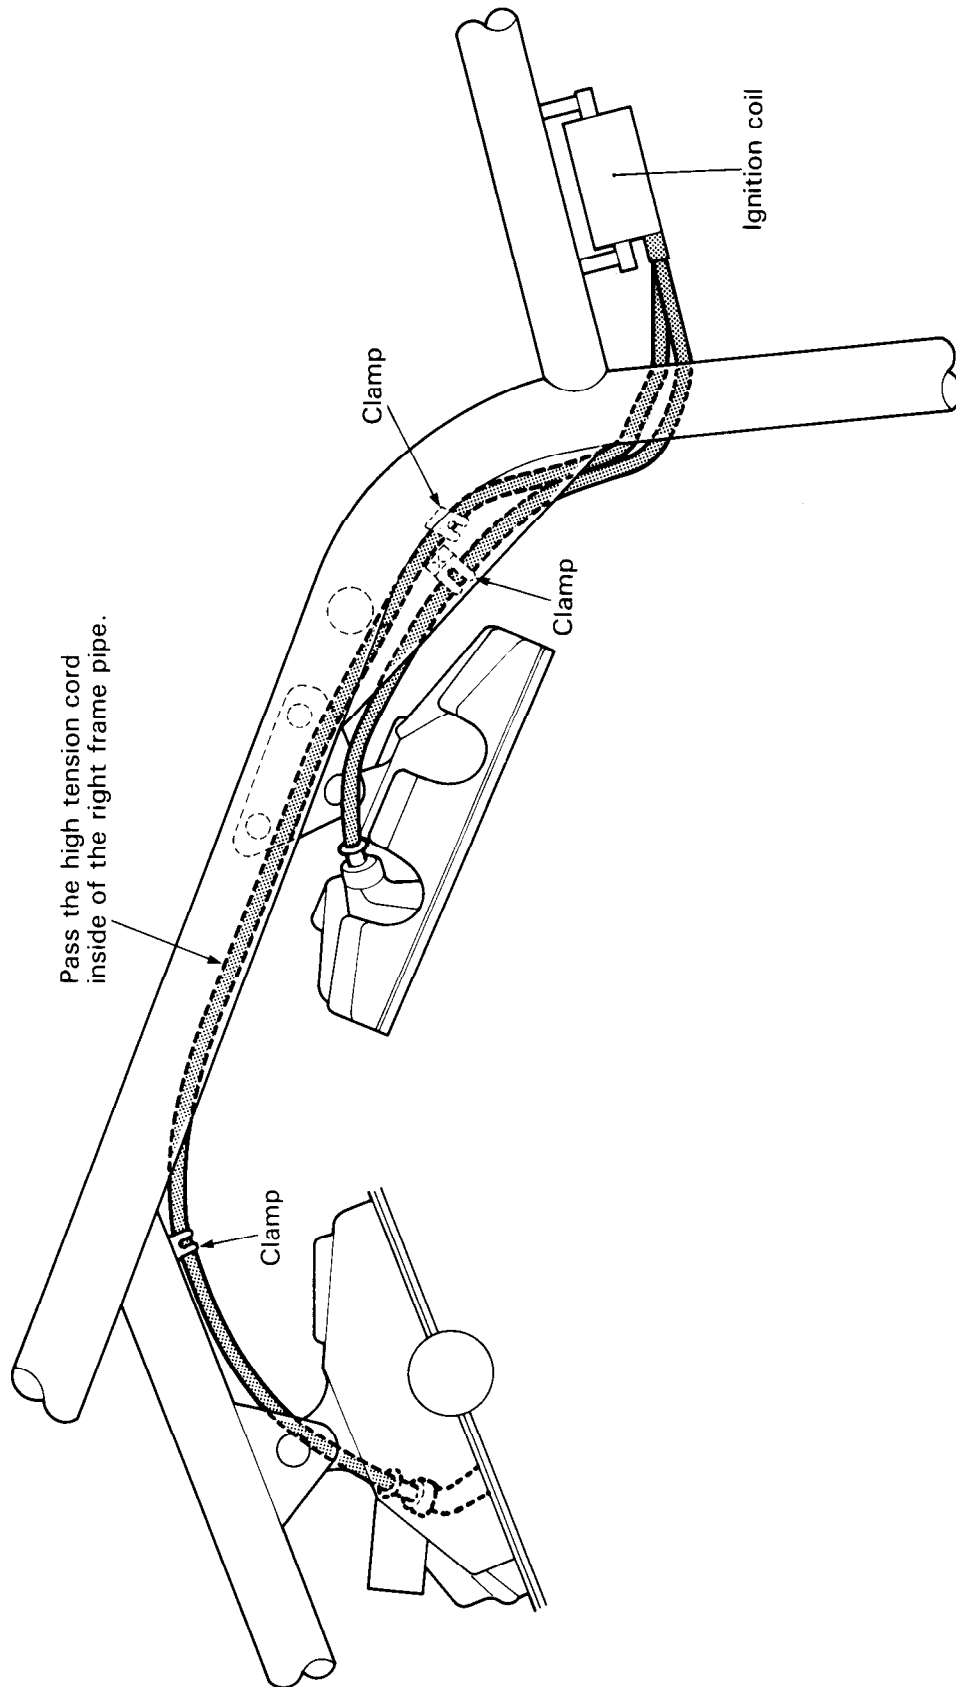 Pass the high tension cord
inside of the right frame pipe.
Clamp
Clamp
Clamp
Ignition coil